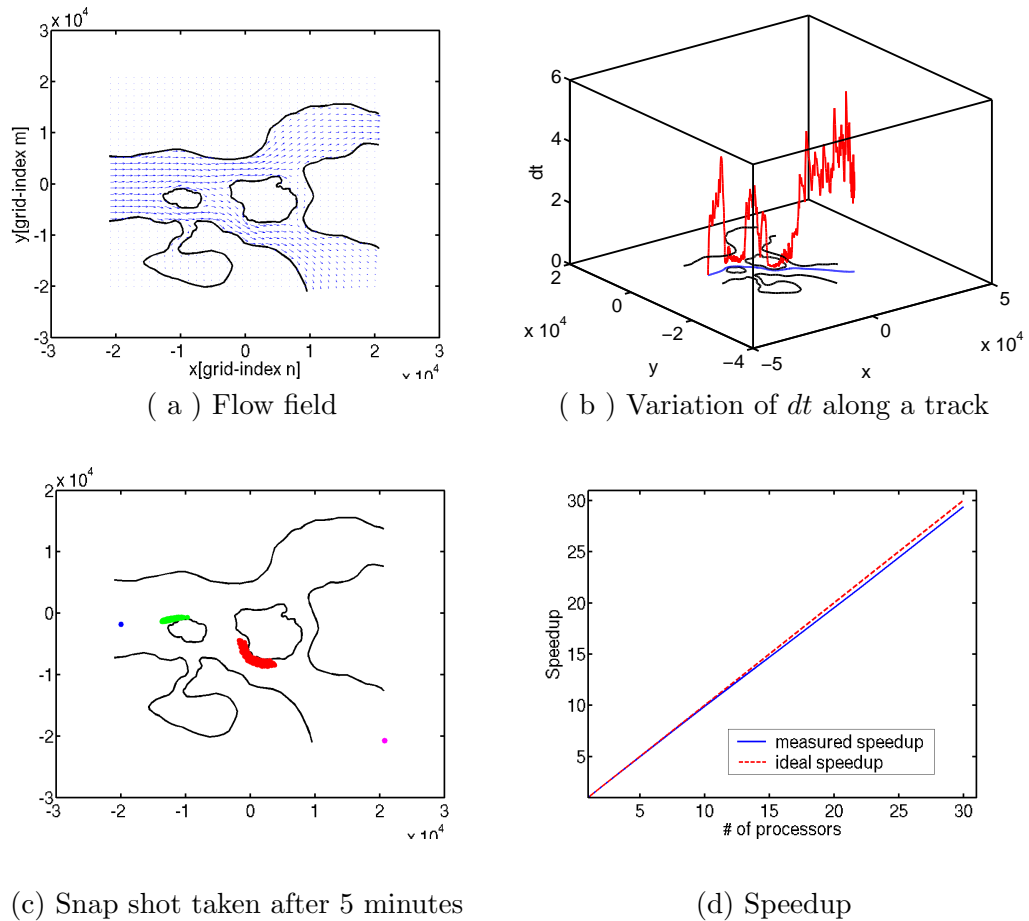 x 10^4
3
2
1
0
-1
-2
-3
-3 -2 -1 0 1 2 3
y[grid-index m]
x[grid-index n]
x 10^4
( a ) Flow field
6
4
2
0
dt
2
0
-2
-4
x 10^4
y
-5
0
5
x 10^4
x
( b ) Variation of dt along a track
x 10^4
2
1
0
-1
-2
-3
-3 -2 -1 0 1 2 3
x 10^4
(c) Snap shot taken after 5 minutes
30
25
20
15
10
5
Speedup
measured speedup
ideal speedup
5 10 15 20 25 30
# of processors
(d) Speedup